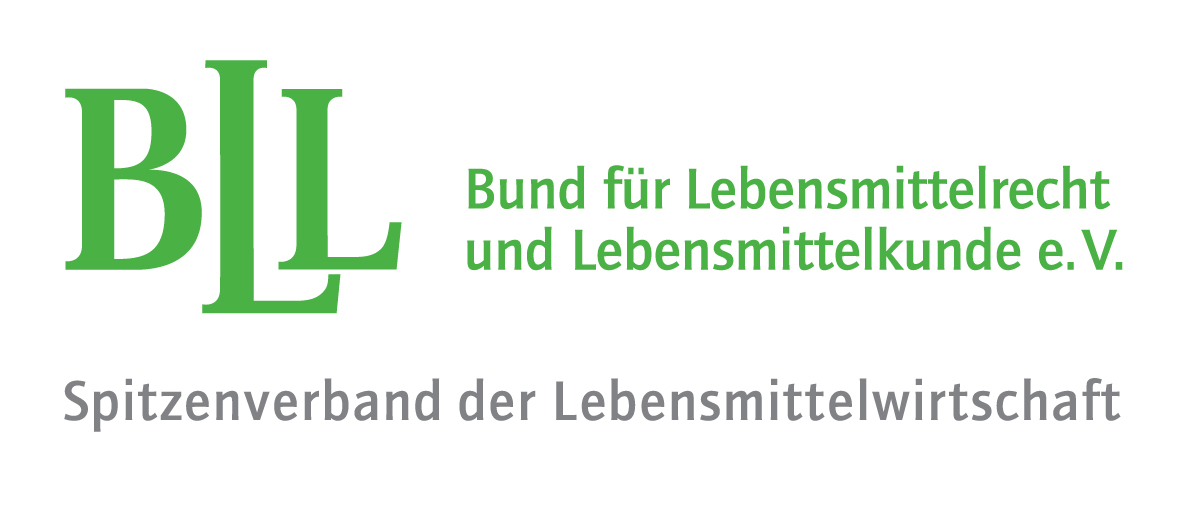 BLL
Bund für Lebensmittelrecht
und Lebensmittelkunde e. V.
Spitzenverband der Lebensmittelwirtschaft